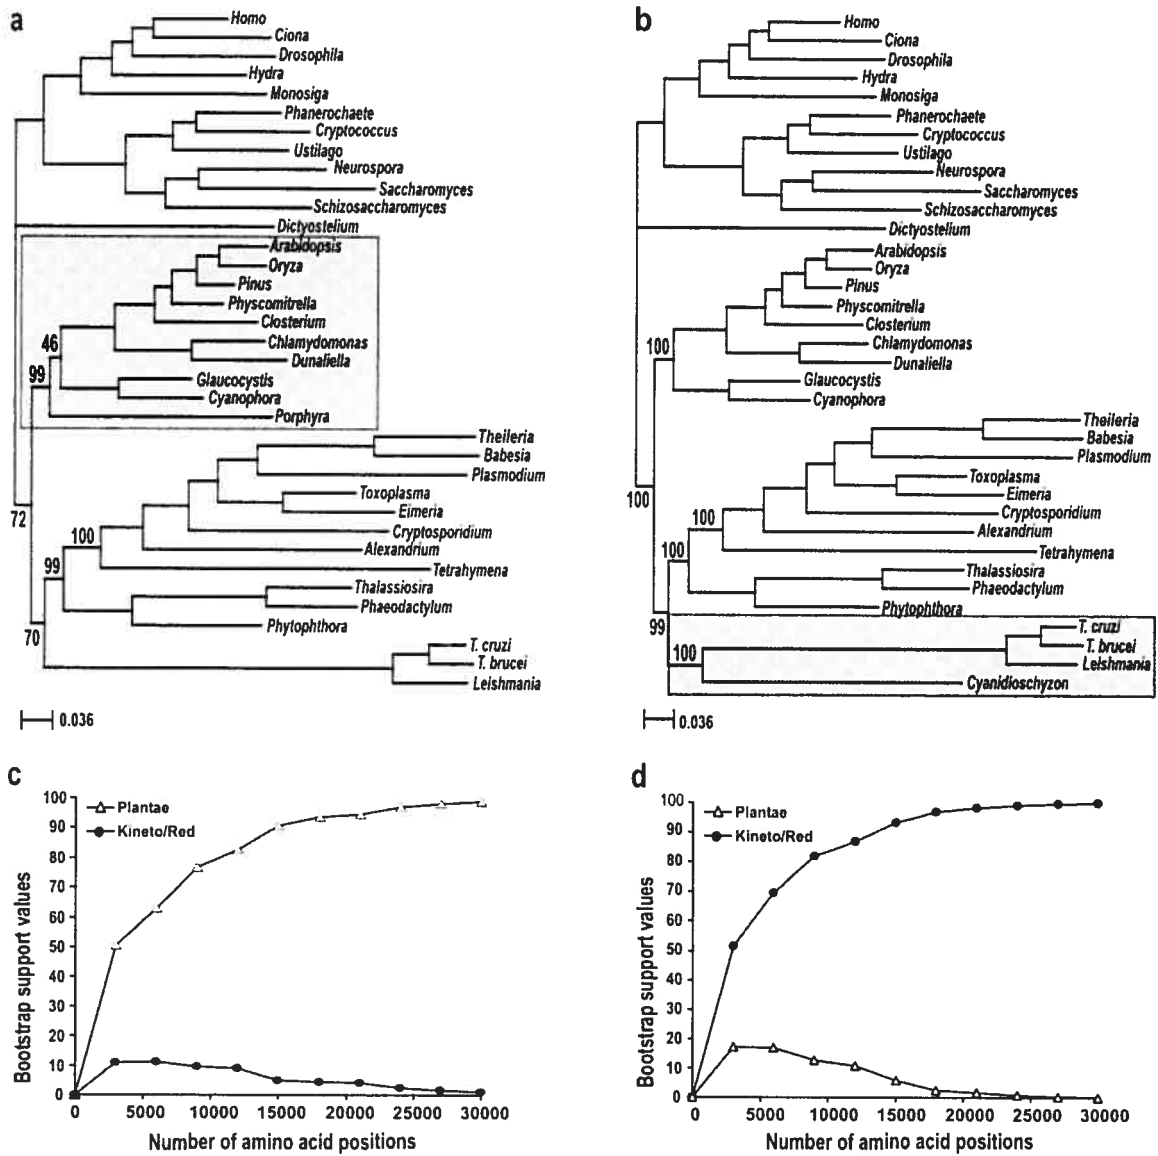 a
Homo
Ciona
Drosophila
Hydra
Monosiga
Phanerochaete
Cryptococcus
Ustilago
Neurospora
Saccharomyces
Schizosaccharomyces
Dictyostelium
Arabidopsis
Oryza
Pinus
Physcomitrella
Closterium
Chlamydomonas
46
Dunaliella
99
Glaucocystis
Cyanophora
Porphyra
Theileria
Babesia
Plasmodium
Toxoplasma
Eimeria
72
Cryptosporidium
100
Alexandrium
99
Tetrahymena
Thalassiosira
Phaeodactylum
Phytophthora
70
T. cruzi
T. brucei
Leishmania
0.036
b
Homo
Ciona
Drosophila
Hydra
Monosiga
Phanerochaete
Cryptococcus
Ustilago
Neurospora
Saccharomyces
Schizosaccharomyces
Dictyostelium
Arabidopsis
Oryza
Pinus
Physcomitrella
Closterium
100
Chlamydomonas
Dunaliella
Glaucocystis
Cyanophora
Theileria
Babesia
Plasmodium
Toxoplasma
100
Eimeria
Cryptosporidium
100
Alexandrium
100
Tetrahymena
Thalassiosira
Phaeodactylum
Phytophthora
99
T. cruzi
T. brucei
100
Leishmania
Cyanidioschyzon
0.036
c
Plantae
Kineto/Red
Bootstrap support values
100
90
80
70
60
50
40
30
20
10
0
0 5000 10000 15000 20000 25000 30000
Number of amino acid positions
d
Plantae
Kineto/Red
Bootstrap support values
100
90
80
70
60
50
40
30
20
10
0
0 5000 10000 15000 20000 25000 30000
Number of amino acid positions